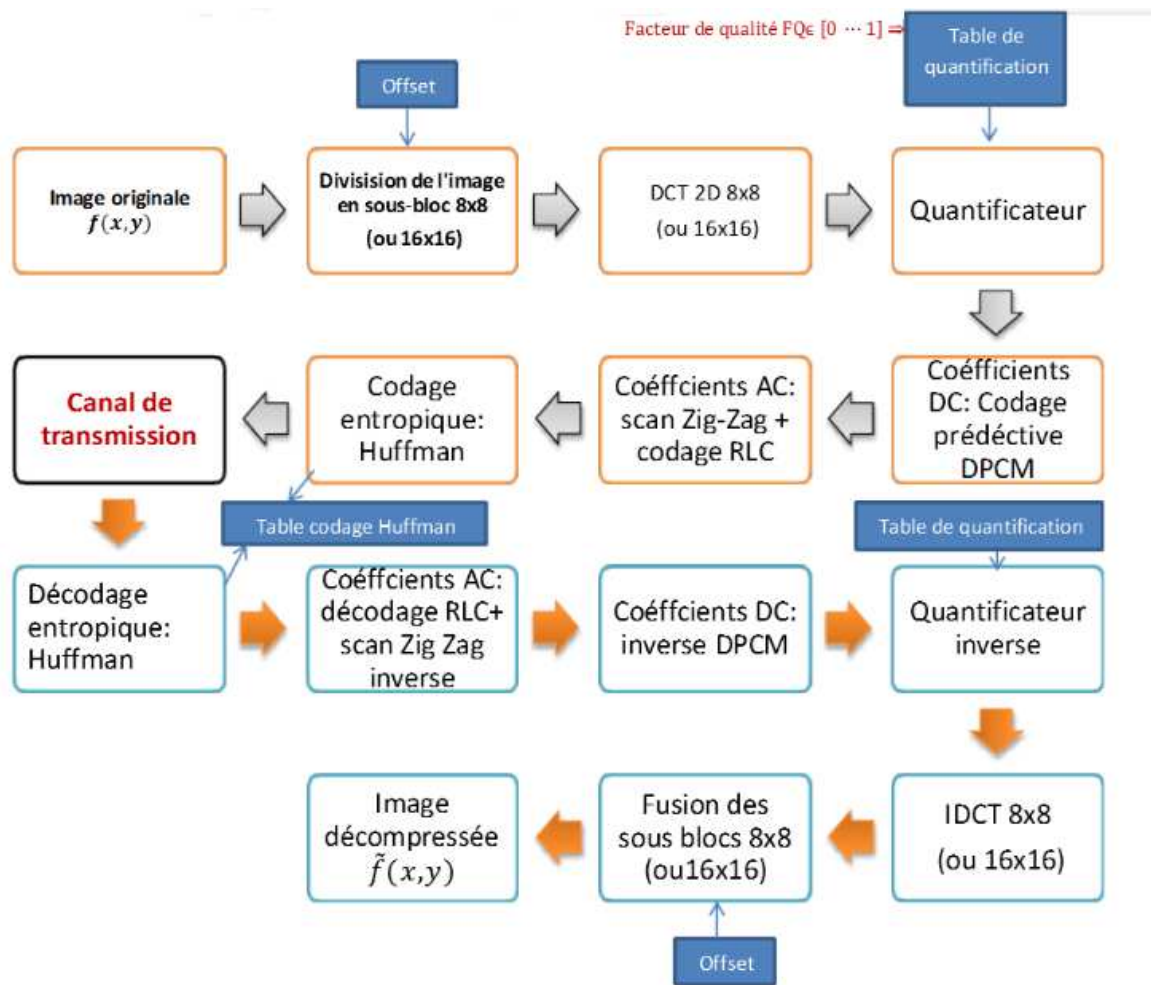 Facteur de qualité FQϵ [0 ⋯ 1] ⇒
Table de
quantification
Offset
Image originale
f(x,y)
Divisision de l'image
en sous-bloc 8x8
(ou 16x16)
DCT 2D 8x8
(ou 16x16)
Quantificateur
Canal de
transmission
Codage
entropique:
Huffman
Coéffcients AC:
scan Zig-Zag +
codage RLC
Coéfficients
DC: Codage
prédéctive
DPCM
Table codage Huffman
Table de quantification
Décodage
entropique:
Huffman
Coéffcients AC:
décodage RLC+
scan Zig Zag
inverse
Coéffcients DC:
inverse DPCM
Quantificateur
inverse
Image
décompressée
f̃(x,y)
Fusion des
sous blocs 8x8
(ou16x16)
IDCT 8x8
(ou 16x16)
Offset